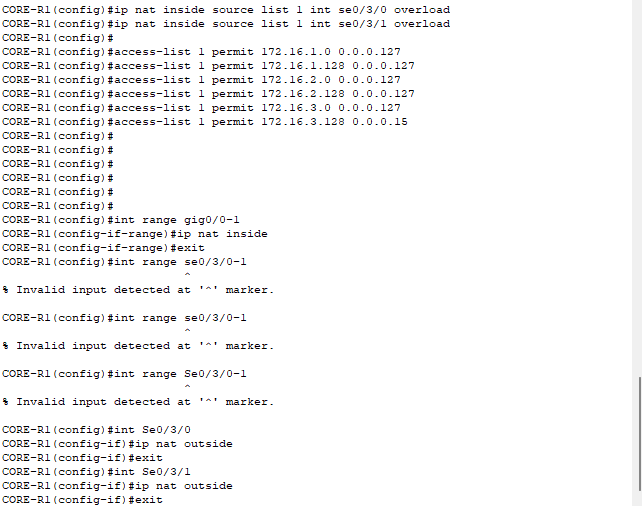 CORE-R1(config)#ip nat inside source list 1 int se0/3/0 overload
CORE-R1(config)#ip nat inside source list 1 int se0/3/1 overload
CORE-R1(config)#
CORE-R1(config)#access-list 1 permit 172.16.1.0 0.0.0.127
CORE-R1(config)#access-list 1 permit 172.16.1.128 0.0.0.127
CORE-R1(config)#access-list 1 permit 172.16.2.0 0.0.0.127
CORE-R1(config)#access-list 1 permit 172.16.2.128 0.0.0.127
CORE-R1(config)#access-list 1 permit 172.16.3.0 0.0.0.127
CORE-R1(config)#access-list 1 permit 172.16.3.128 0.0.0.15
CORE-R1(config)#
CORE-R1(config)#
CORE-R1(config)#
CORE-R1(config)#
CORE-R1(config)#
CORE-R1(config)#
CORE-R1(config)#int range gig0/0-1
CORE-R1(config-if-range)#ip nat inside
CORE-R1(config-if-range)#exit
CORE-R1(config)#int range se0/3/0-1
^
% Invalid input detected at '^' marker.
CORE-R1(config)#int range se0/3/0-1
^
% Invalid input detected at '^' marker.
CORE-R1(config)#int range Se0/3/0-1
^
% Invalid input detected at '^' marker.
CORE-R1(config)#int Se0/3/0
CORE-R1(config-if)#ip nat outside
CORE-R1(config-if)#exit
CORE-R1(config)#int Se0/3/1
CORE-R1(config-if)#ip nat outside
CORE-R1(config-if)#exit